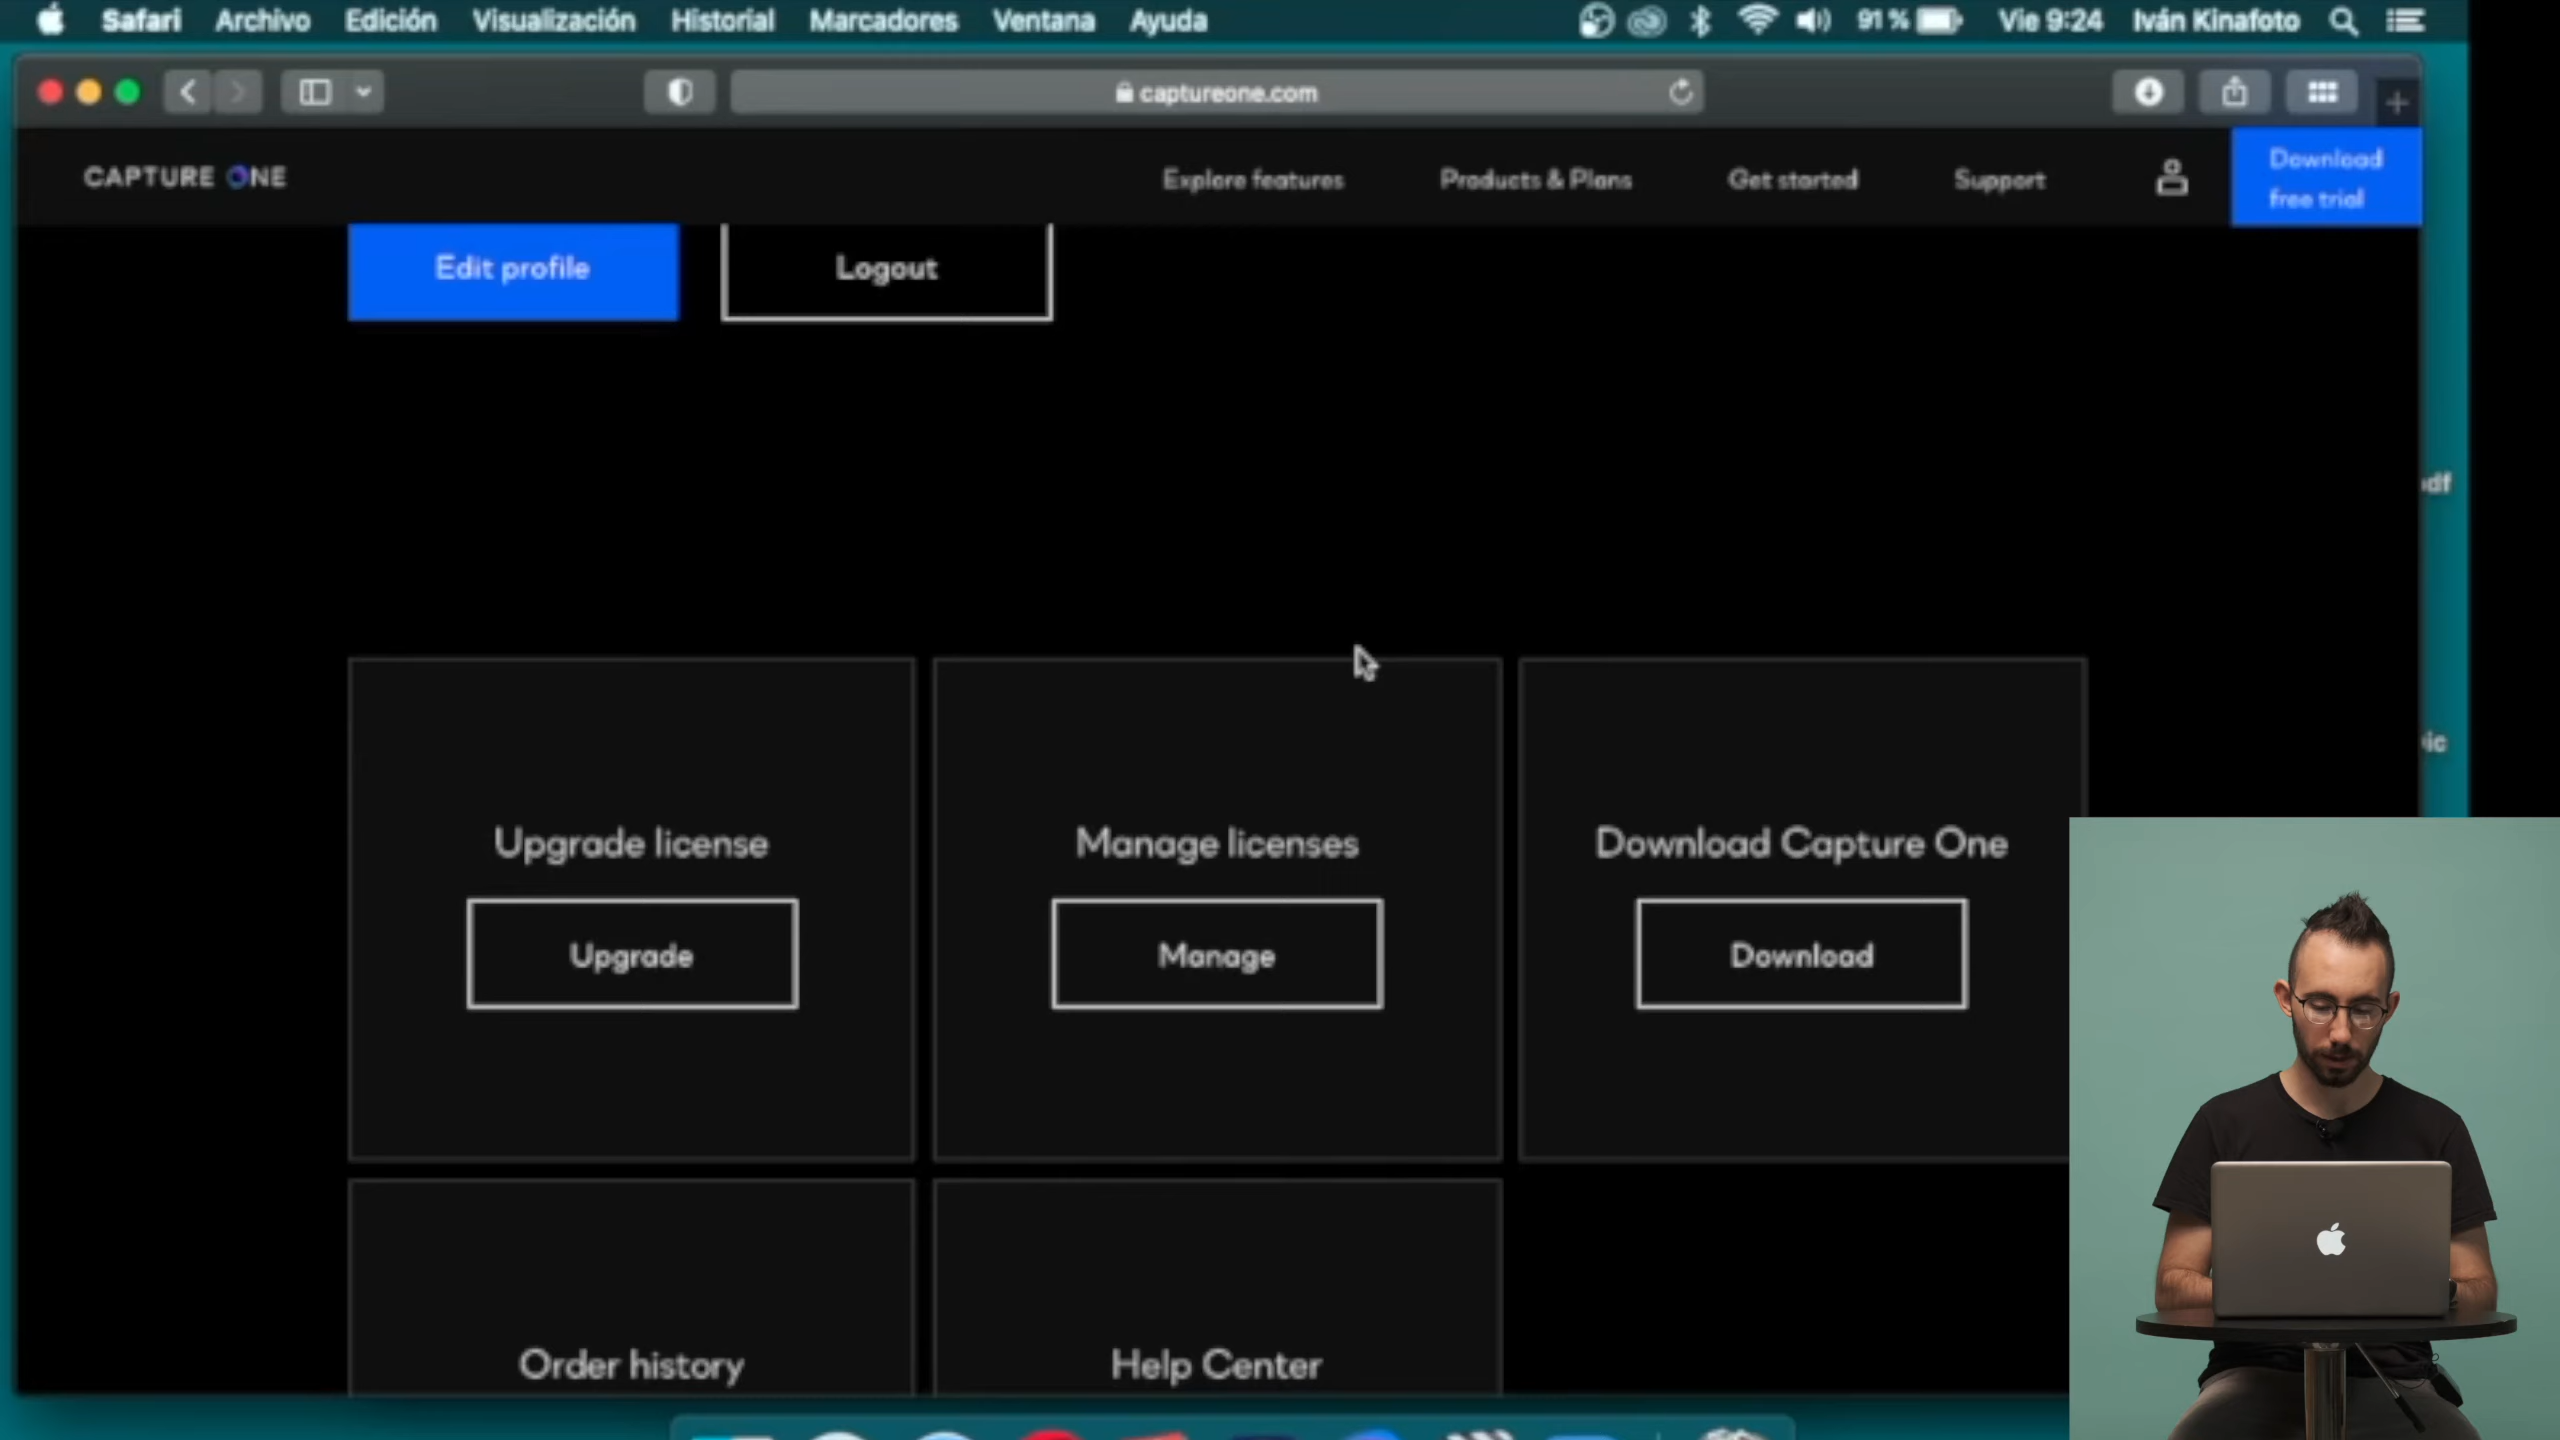 Safari Archivo Edición Visualización Historial Marcadores Ventana Ayuda 91 % Vie 9:24 Iván Kinafoto
captureone.com
CAPTURE ONE Explore features Products & Plans Get started Support
Download
free trial
Edit profile Logout
Upgrade license Manage licenses Download Capture One
Upgrade Manage Download
Order history Help Center